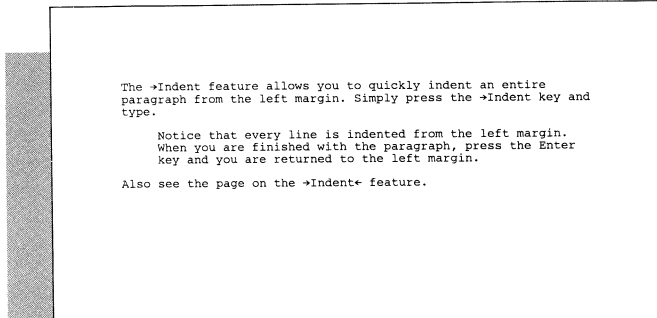 The →Indent feature allows you to quickly indent an entire
paragraph from the left margin. Simply press the →Indent key and
type.
Notice that every line is indented from the left margin.
When you are finished with the paragraph, press the Enter
key and you are returned to the left margin.
Also see the page on the →Indent← feature.